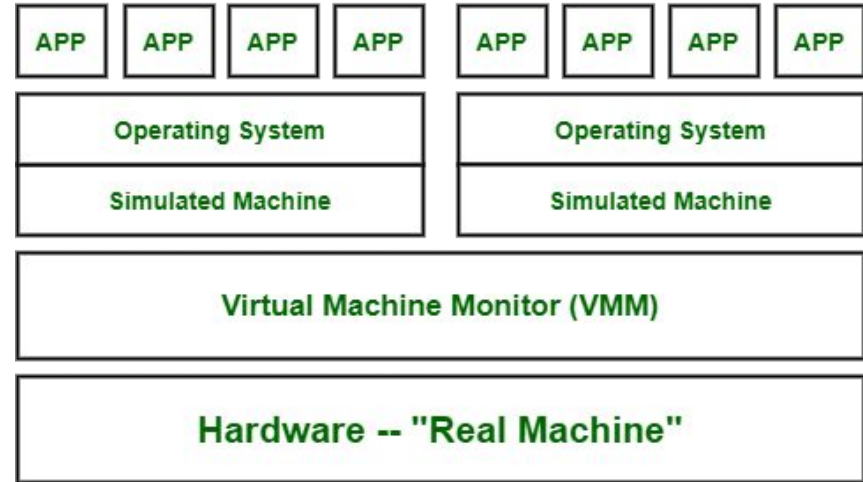 APP APP APP APP APP APP APP APP
Operating System Operating System
Simulated Machine Simulated Machine
Virtual Machine Monitor (VMM)
Hardware -- "Real Machine"